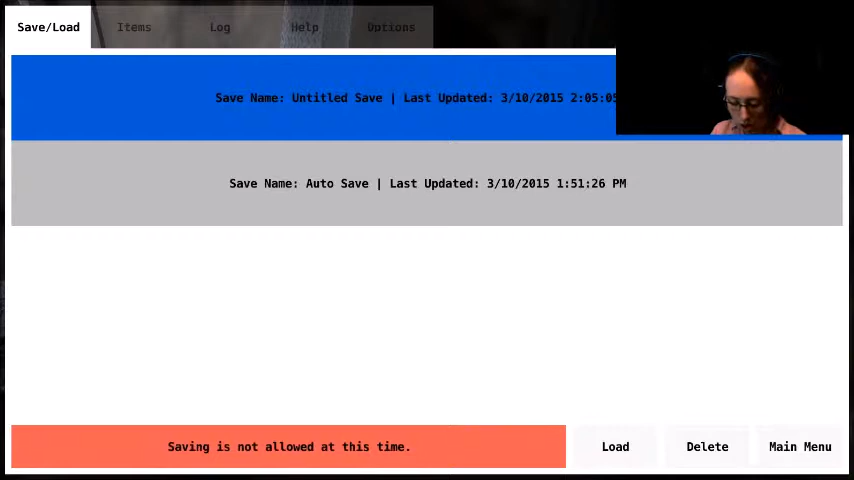 Save/Load Items Log Help Options
Save Name: Untitled Save | Last Updated: 3/10/2015 2:05:05
Save Name: Auto Save | Last Updated: 3/10/2015 1:51:26 PM
Saving is not allowed at this time. Load Delete Main Menu